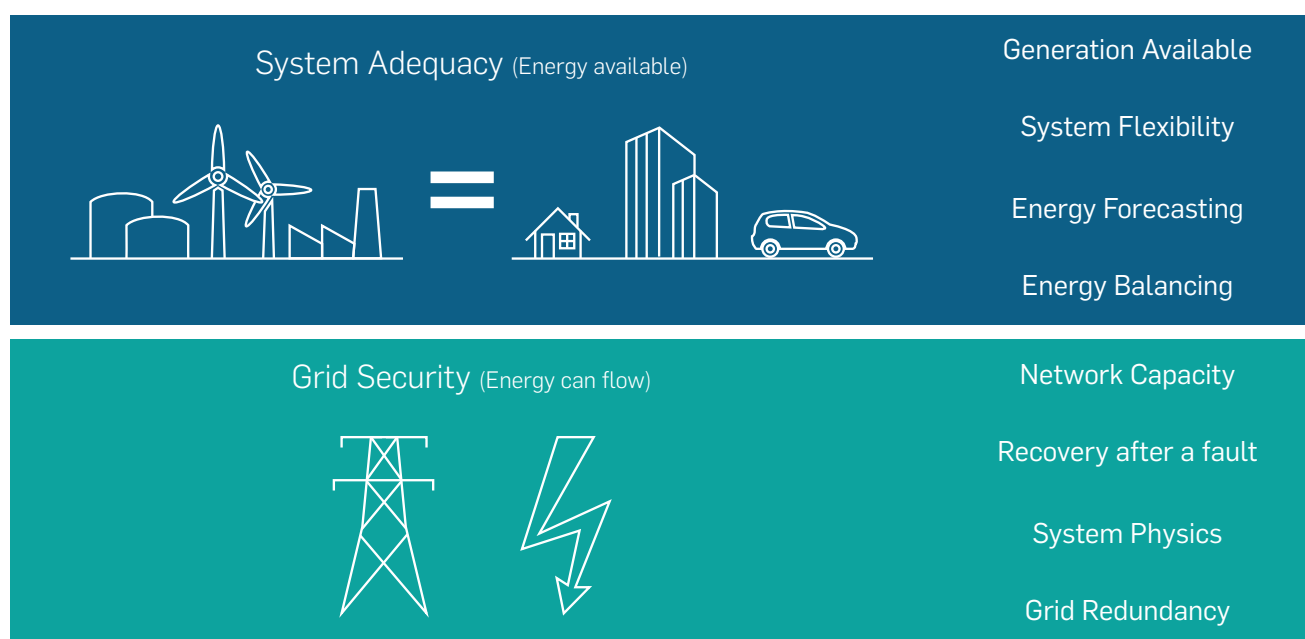 System Adequacy (Energy available)
Generation Available
System Flexibility
Energy Forecasting
Energy Balancing
Grid Security (Energy can flow)
Network Capacity
Recovery after a fault
System Physics
Grid Redundancy